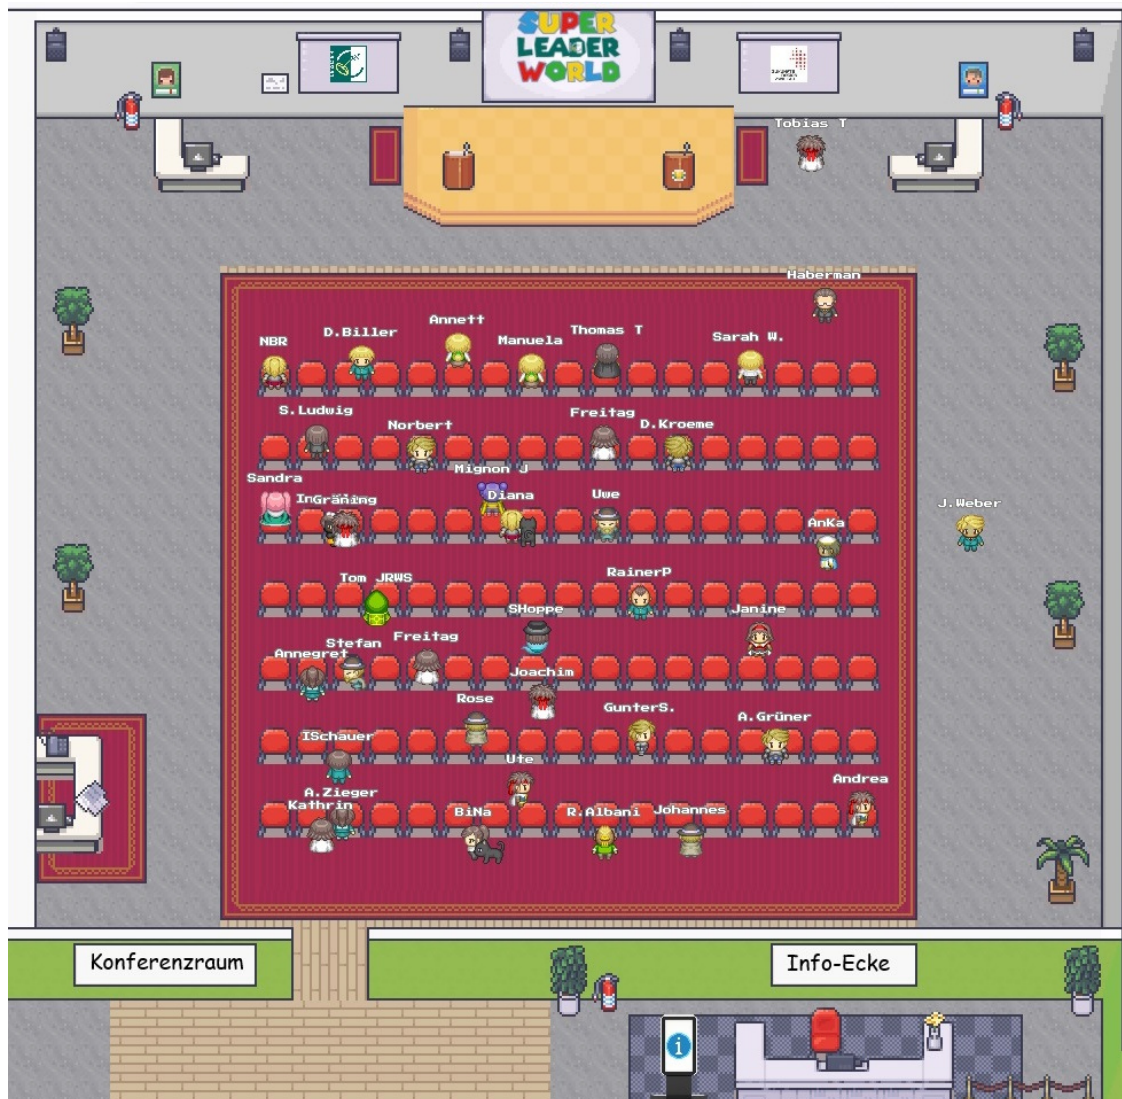 SUPER
LEADER
WORLD
Tobias T
Haberman
Annett
D.Biller
Thomas T
NBR
Manuela
Sarah W.
S.Ludwig
Freitag
Norbert
D.Kroeme
Mignon J
Sandra
Diana
Uwe
Gräning
J.Weber
AnKa
RainerP
Tom JRWS
SHoppe
Janine
Freitag
Stefan
Annegret
Joachim
Rose
GunterS.
A.Grüner
ISchauer
Ute
Andrea
A.Zieger
Kathrin
BiNa
R.Albani
Johannes
Konferenzraum
Info-Ecke
i